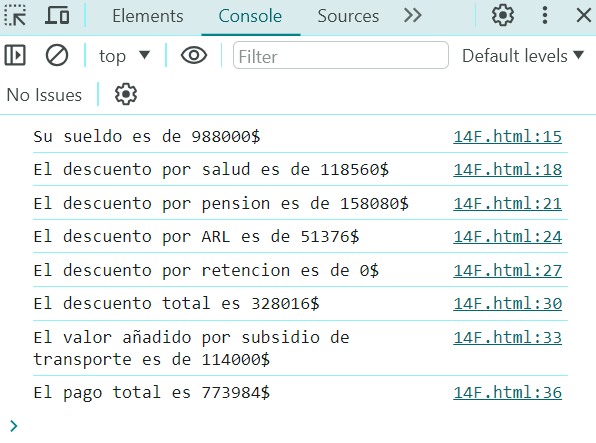 Elements Console Sources
top Filter Default levels
No Issues
Su sueldo es de 988000$ 14F.html:15
El descuento por salud es de 118560$ 14F.html:18
El descuento por pension es de 158080$ 14F.html:21
El descuento por ARL es de 51376$ 14F.html:24
El descuento por retencion es de 0$ 14F.html:27
El descuento total es 328016$ 14F.html:30
El valor añadido por subsidio de 14F.html:33
transporte es de 114000$
El pago total es 773984$ 14F.html:36